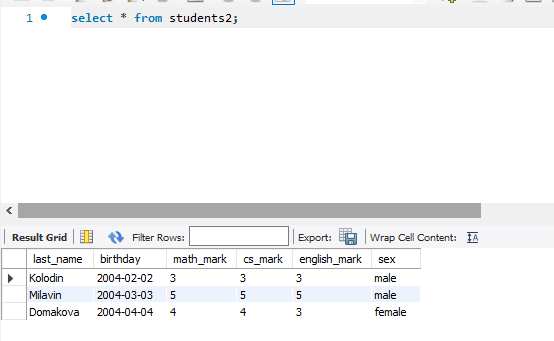 1 select * from students2;
Result Grid Filter Rows: Export: Wrap Cell Content:
last_name birthday math_mark cs_mark english_mark sex
Kolodin 2004-02-02 3 3 3 male
Milavin 2004-03-03 5 5 5 male
Domakova 2004-04-04 4 4 3 female